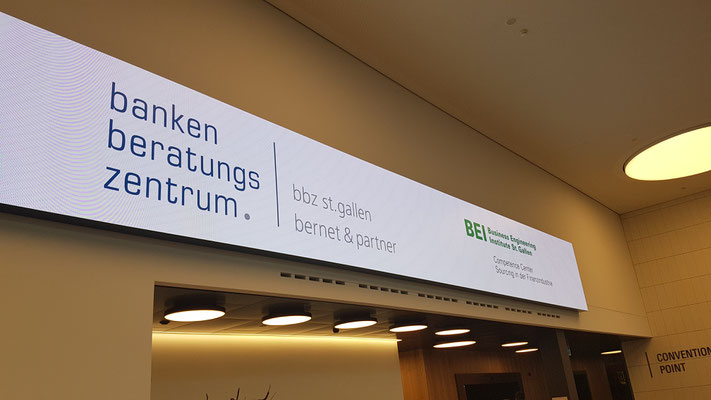 banken
beratungs
zentrum.
bbz st.gallen
bernet & partner
BEI Business Engineering
Institute St.Gallen
Competence Center
Sourcing in der Finanzindustrie
CONVENTION
POINT